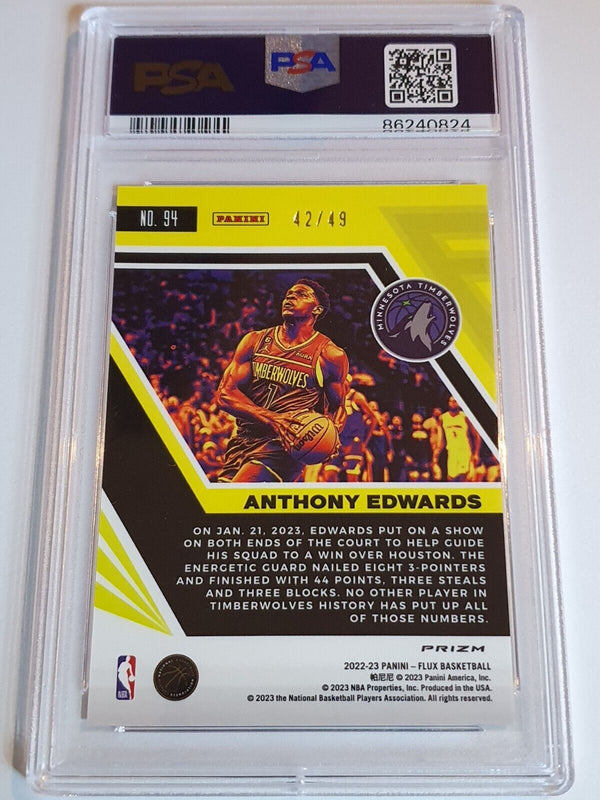 PSA
PSA
86240824
NO. 94
PANINI
42/49
MINNESOTA TIMBERWOLVES
6
AURA
TIMBERWOLVES
1
WILSON
ANTHONY EDWARDS
ON JAN. 21, 2023, EDWARDS PUT ON A SHOW
ON BOTH ENDS OF THE COURT TO HELP GUIDE
HIS SQUAD TO A WIN OVER HOUSTON. THE
ENERGETIC GUARD NAILED EIGHT 3-POINTERS
AND FINISHED WITH 44 POINTS, THREE STEALS
AND THREE BLOCKS. NO OTHER PLAYER IN
TIMBERWOLVES HISTORY HAS PUT UP ALL
OF THOSE NUMBERS.
PRIZM
2022-23 PANINI – FLUX BASKETBALL
帕尼尼 © 2023 Panini America, Inc.
© 2023 NBA Properties, Inc. Produced in the USA.
© 2023 the National Basketball Players Association. All rights reserved.
NBA